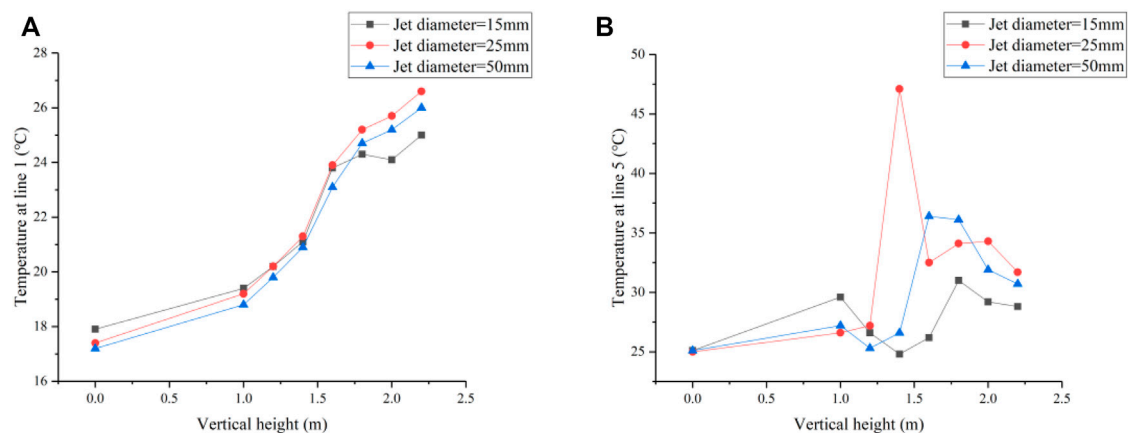 A
Jet diameter=15mm
Jet diameter=25mm
Jet diameter=50mm
28
26
24
22
20
18
16
Temperature at line 1 (℃)
0.0 0.5 1.0 1.5 2.0 2.5
Vertical height (m)
B
Jet diameter=15mm
Jet diameter=25mm
Jet diameter=50mm
50
45
40
35
30
25
Temperature at line 5 (℃)
0.0 0.5 1.0 1.5 2.0 2.5
Vertical height (m)